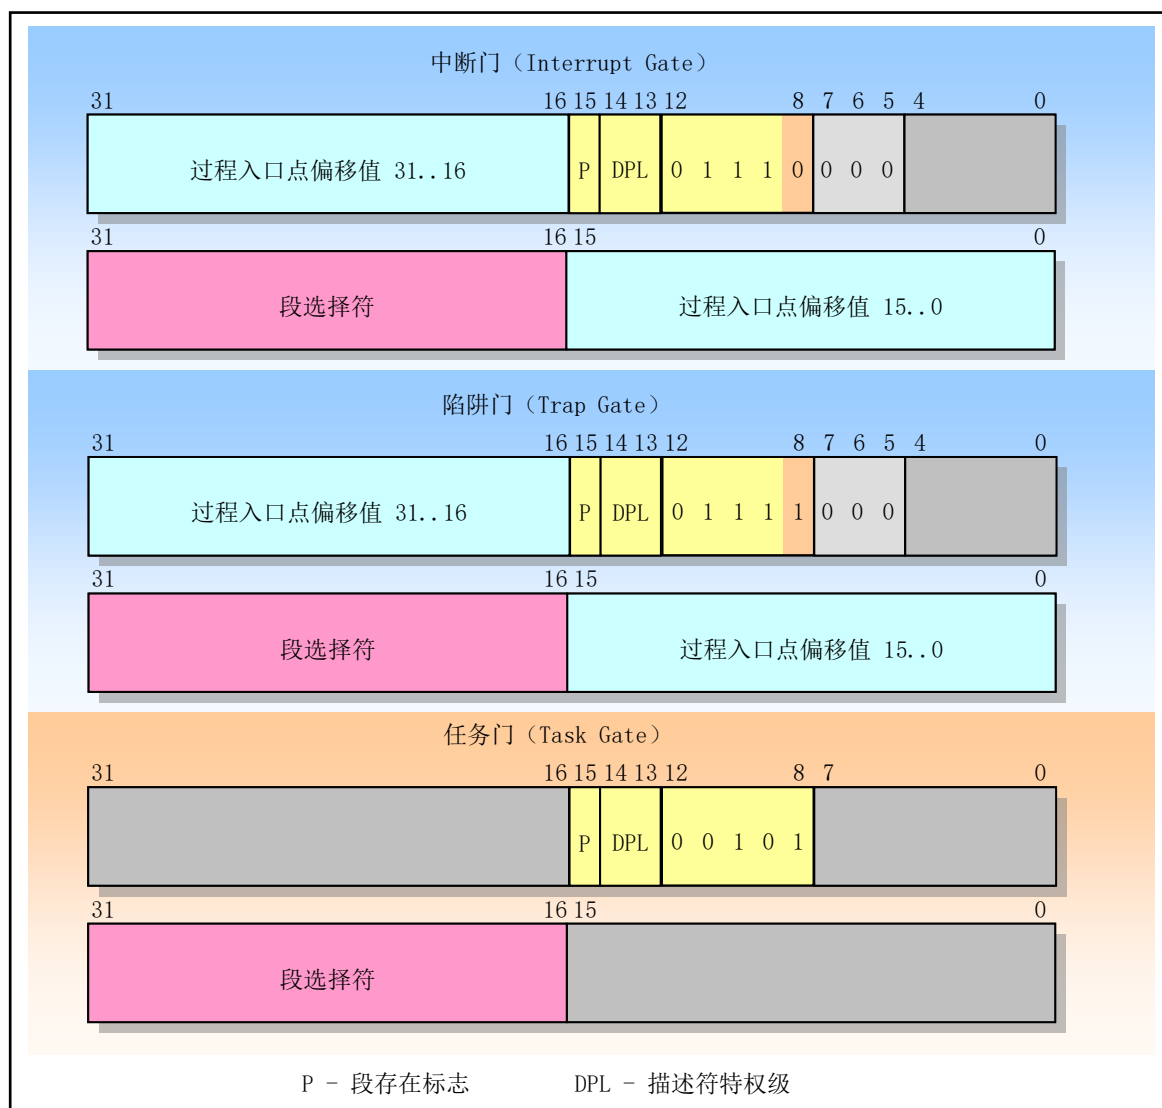 中断门（Interrupt Gate）
31 16 15 14 13 12 8 7 6 5 4 0
过程入口点偏移值 31..16 P DPL 0 1 1 1 0 0 0 0
31 16 15 0
段选择符 过程入口点偏移值 15..0
陷阱门（Trap Gate）
31 16 15 14 13 12 8 7 6 5 4 0
过程入口点偏移值 31..16 P DPL 0 1 1 1 1 0 0 0
31 16 15 0
段选择符 过程入口点偏移值 15..0
任务门（Task Gate）
31 16 15 14 13 12 8 7 0
P DPL 0 0 1 0 1
31 16 15 0
段选择符
P - 段存在标志 DPL - 描述符特权级